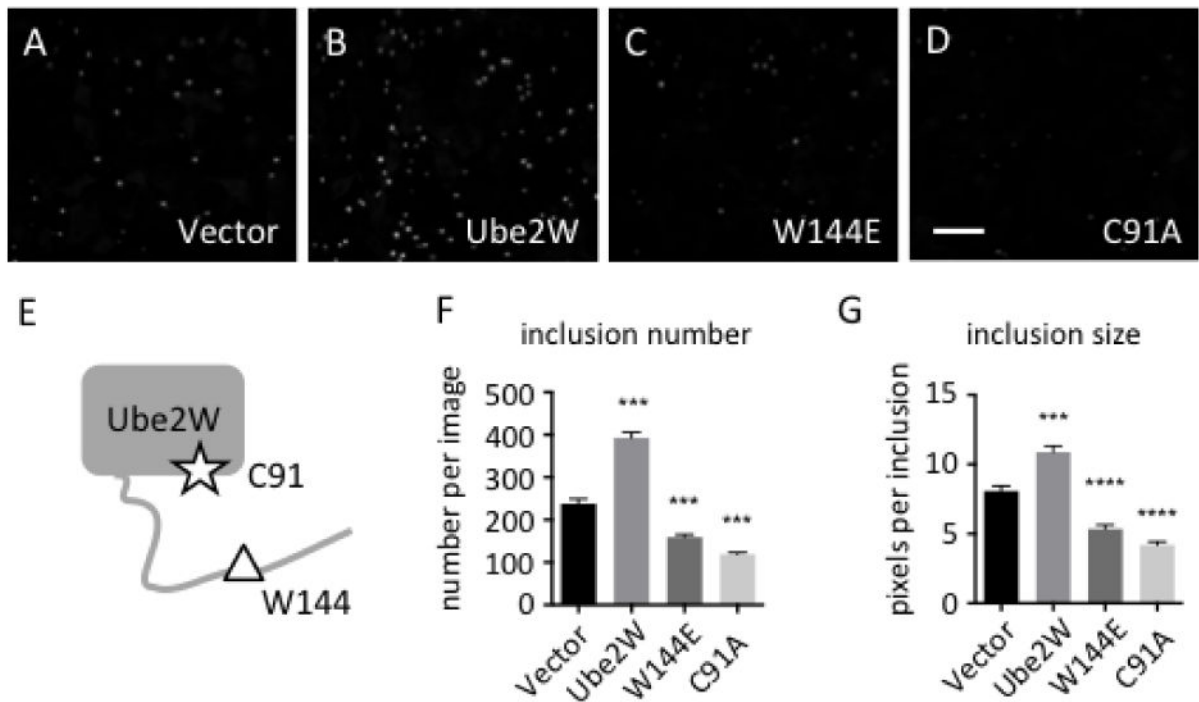 A
Vector
B
Ube2W
C
W144E
D
C91A
E
Ube2W
C91
W144
F
inclusion number
number per image
500
400
300
200
100
0
***
***
***
Vector
Ube2W
W144E
C91A
G
inclusion size
pixels per inclusion
15
10
5
0
***
****
****
Vector
Ube2W
W144E
C91A